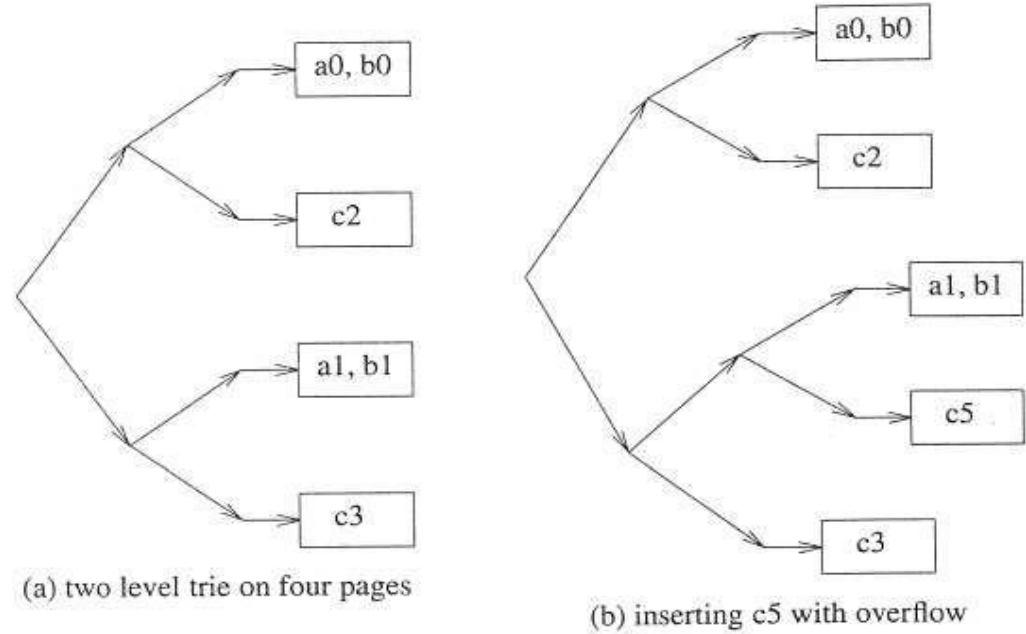 a0, b0
c2
a1, b1
c3
(a) two level trie on four pages
a0, b0
c2
a1, b1
c5
c3
(b) inserting c5 with overflow